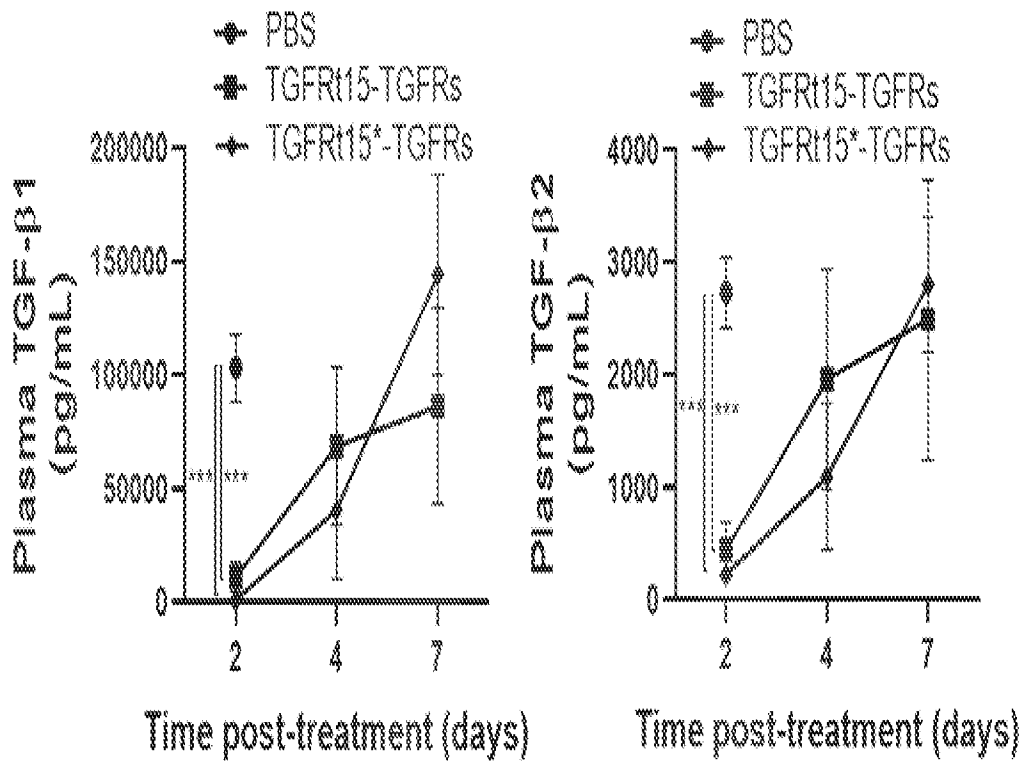 PBS
TGFRt15-TGFRs
TGFRt15*-TGFRs
Plasma TGF-β1
(pg/mL)
200000
150000
100000
50000
0
*** ***
2 4 7
Time post-treatment (days)
PBS
TGFRt15-TGFRs
TGFRt15*-TGFRs
Plasma TGF-β2
(pg/mL)
4000
3000
2000
1000
0
*** ***
2 4 7
Time post-treatment (days)